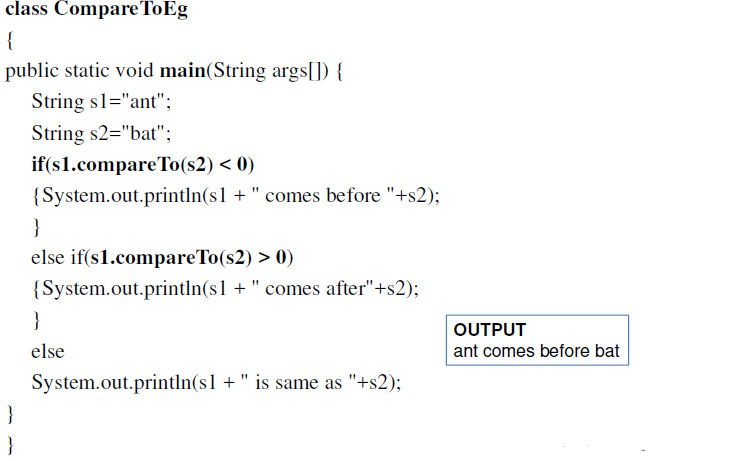 class CompareToEg
{
public static void main(String args[]) {
String s1="ant";
String s2="bat";
if(s1.compareTo(s2) < 0)
{System.out.println(s1 + " comes before "+s2);
}
else if(s1.compareTo(s2) > 0)
{System.out.println(s1 + " comes after"+s2);
}
else
System.out.println(s1 + " is same as "+s2);
}
}
OUTPUT
ant comes before bat